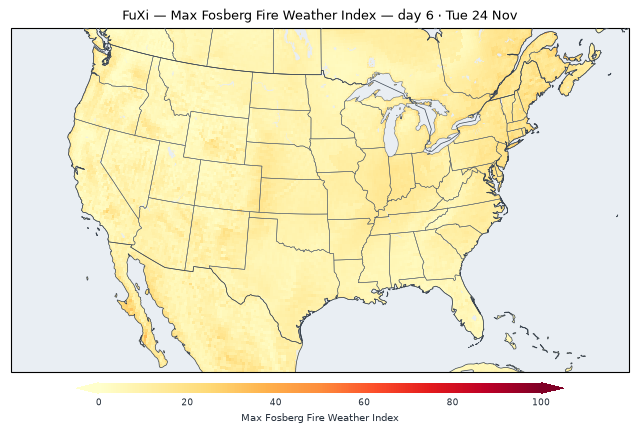 FuXi — Max Fosberg Fire Weather Index — day 6 · Tue 24 Nov
0 20 40 60 80 100
Max Fosberg Fire Weather Index